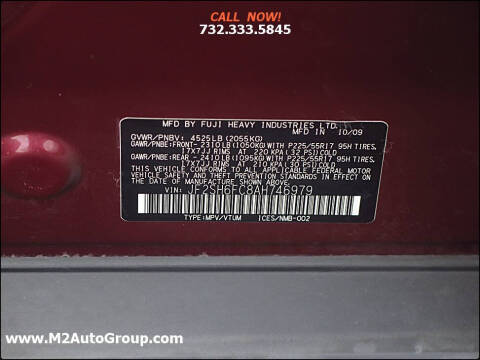 CALL NOW!
732.333.5845
MFD BY FUJI HEAVY INDUSTRIES LTD.
MFD IN 10/09
GVWR/PNBV: 4525LB (2055KG)
GAWR/PNBE:FRONT- 2310LB (1050KG)WITH P225/55R17 95H TIRES.
17X7JJ RIMS AT 220 KPA (32 PSI)COLD
GAWR/PNBE:REAR - 2410LB (1095KG)WITH P225/55R17 95H TIRES.
17X7JJ RIMS AT 210 KPA (30 PSI)COLD
THIS VEHICLE CONFORMS TO ALL APPLICABLE FEDERAL MOTOR
VEHICLE SAFETY STANDARDS IN EFFECT ON THE DATE OF
MANUFACTURE SHOWN ABOVE.
VIN: JF2SH6FC8AH746979
TYPE:MPV/VTUM ICES/NMB-002
www.M2AutoGroup.com